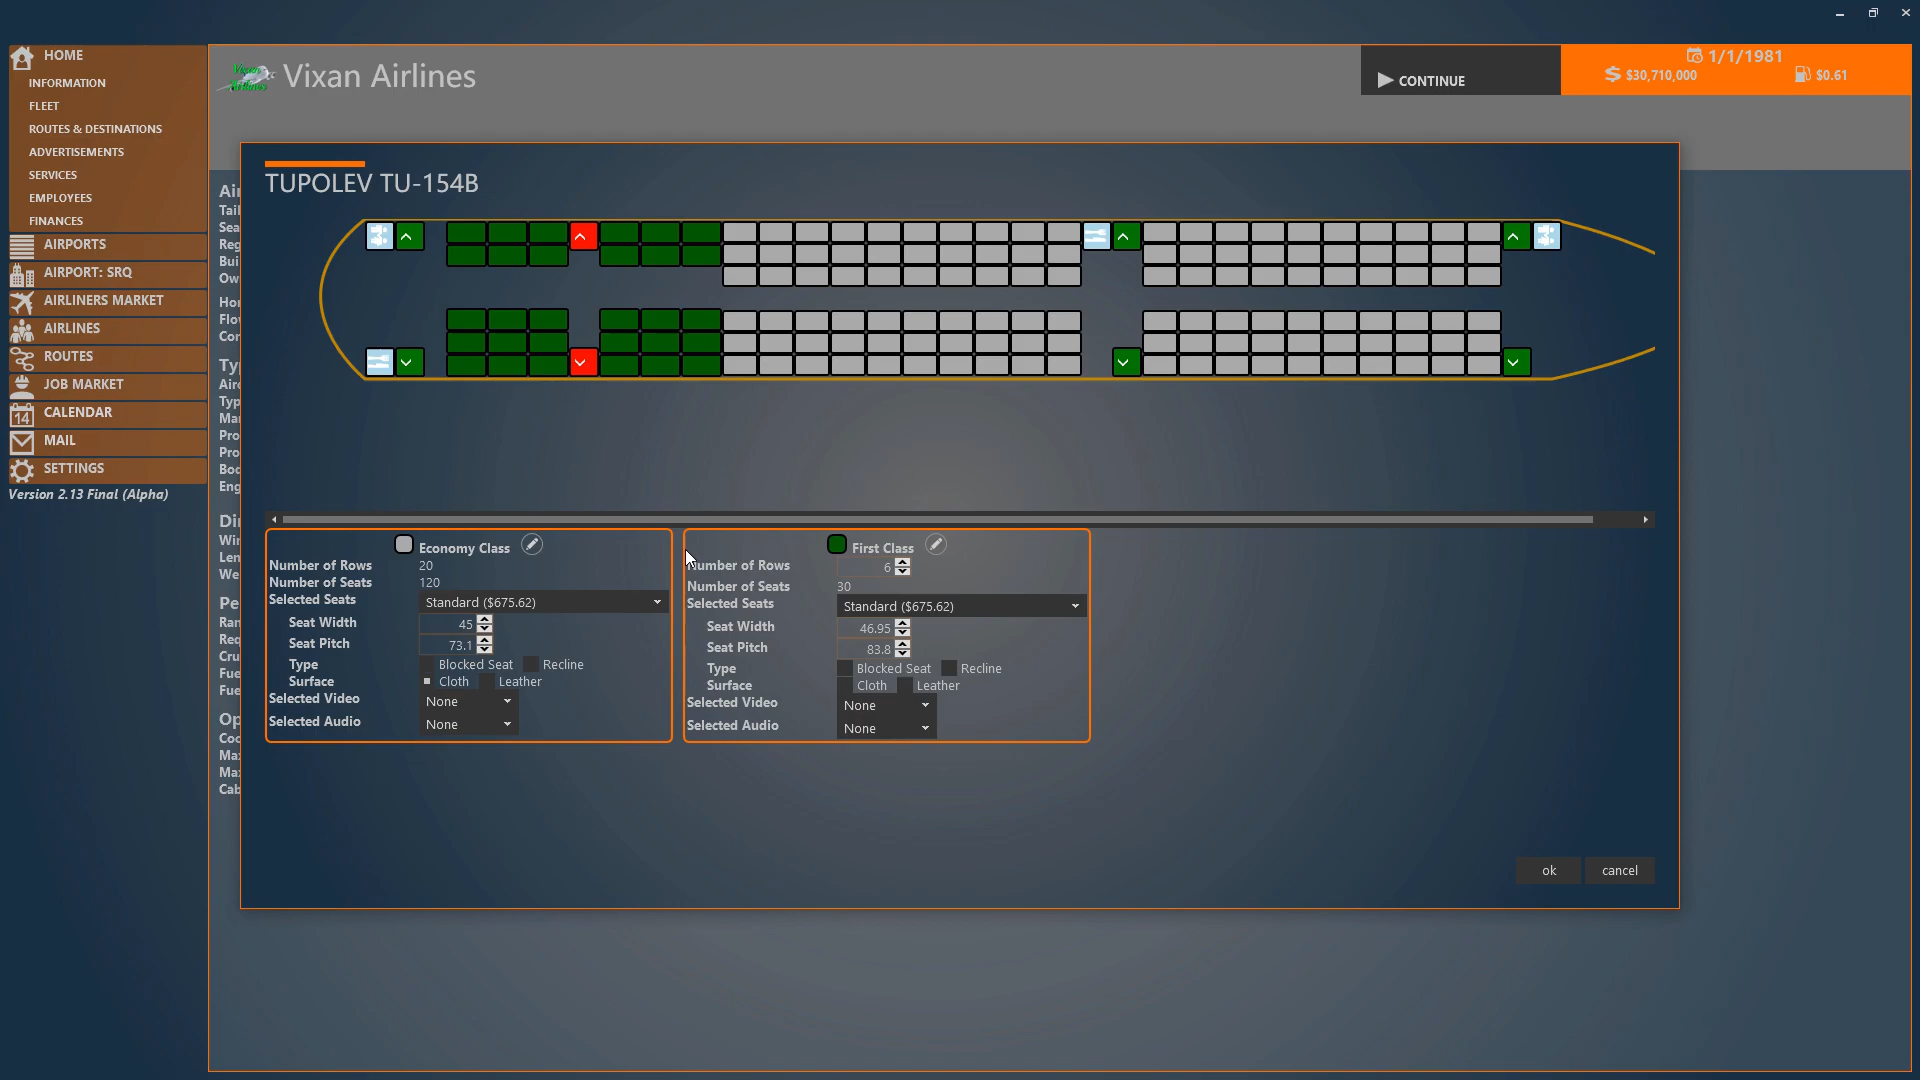 HOME
INFORMATION
FLEET
ROUTES & DESTINATIONS
ADVERTISEMENTS
SERVICES
EMPLOYEES
FINANCES
AIRPORTS
AIRPORT: SRQ
AIRLINERS MARKET
AIRLINES
ROUTES
JOB MARKET
14 CALENDAR
MAIL
SETTINGS
Version 2.13 Final (Alpha)
Vixan Airlines
Vixan Airlines
CONTINUE
1/1/1981
$30,710,000
$0.61
TUPOLEV TU-154B
Economy Class
Number of Rows 20
Number of Seats 120
Selected Seats Standard ($675.62)
Seat Width 45
Seat Pitch 73.1
Type Blocked Seat Recline
Surface Cloth Leather
Selected Video None
Selected Audio None
First Class
Number of Rows 6
Number of Seats 30
Selected Seats Standard ($675.62)
Seat Width 46.95
Seat Pitch 83.8
Type Blocked Seat Recline
Surface Cloth Leather
Selected Video None
Selected Audio None
ok cancel